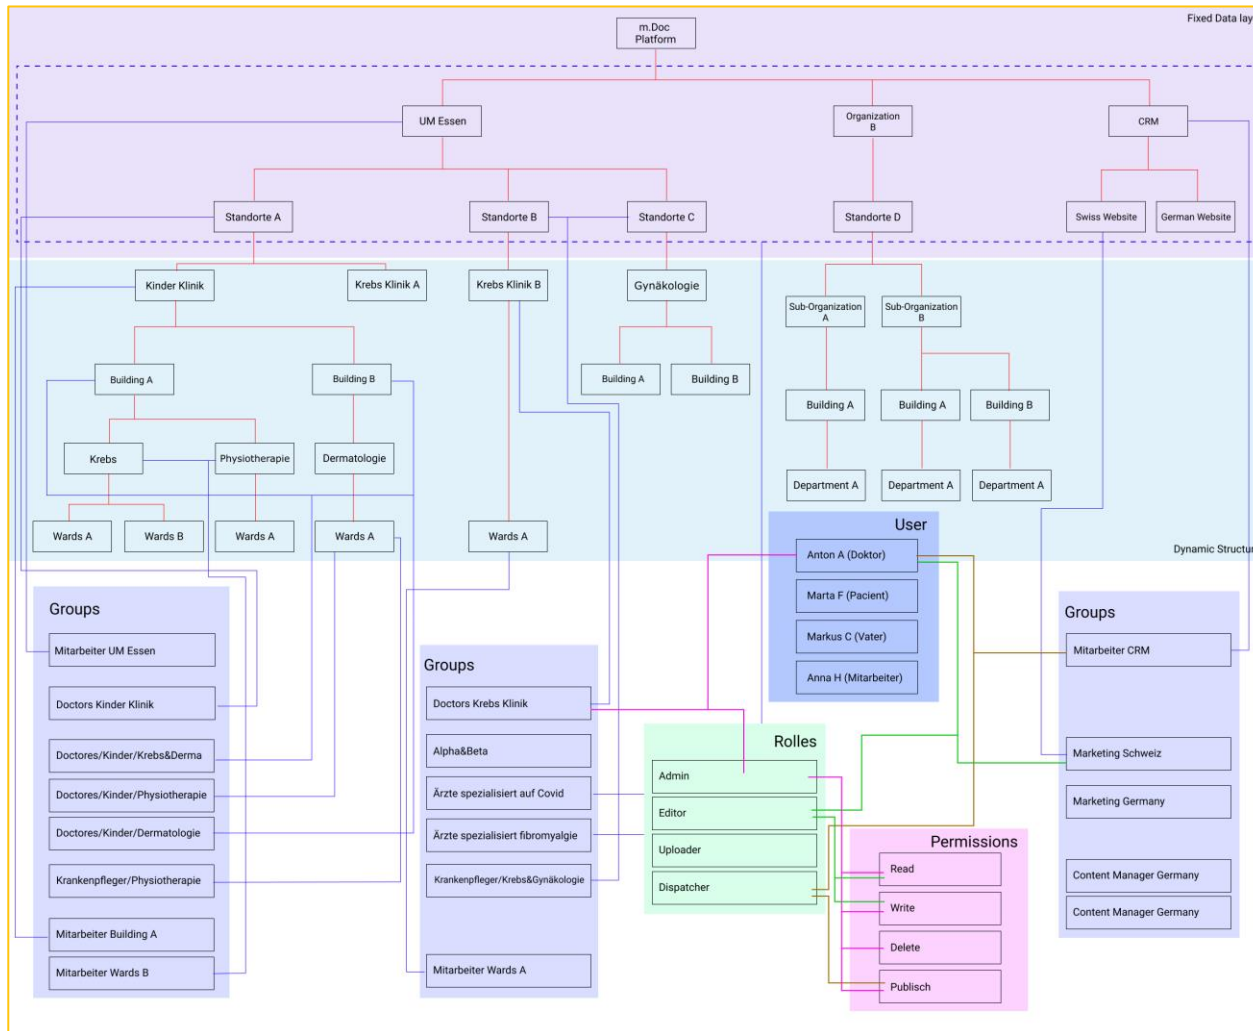 Fixed Data lay
m.Doc
Platform
UM Essen
Organization
B
CRM
Standorte A
Standorte B
Standorte C
Standorte D
Swiss Website
German Website
Kinder Klinik
Krebs Klinik A
Krebs Klinik B
Gynäkologie
Sub-Organization
A
Sub-Organization
B
Building A
Building B
Building A
Building B
Building A
Building A
Building B
Krebs
Physiotherapie
Dermatologie
Department A
Department A
Department A
Wards A
Wards B
Wards A
Wards A
Wards A
Dynamic Structur
User
Anton A (Doktor)
Marta F (Pacient)
Markus C (Vater)
Anna H (Mitarbeiter)
Groups
Mitarbeiter UM Essen
Doctors Kinder Klinik
Doctores/Kinder/Krebs&Derma
Doctores/Kinder/Physiotherapie
Doctores/Kinder/Dermatologie
Krankenpfleger/Physiotherapie
Mitarbeiter Building A
Mitarbeiter Wards B
Groups
Doctors Krebs Klinik
Alpha&Beta
Ärzte spezialisiert auf Covid
Ärzte spezialisiert fibromyalgie
Krankenpfleger/Krebs&Gynäkologie
Mitarbeiter Wards A
Rolles
Admin
Editor
Uploader
Dispatcher
Permissions
Read
Write
Delete
Publisch
Groups
Mitarbeiter CRM
Marketing Schweiz
Marketing Germany
Content Manager Germany
Content Manager Germany